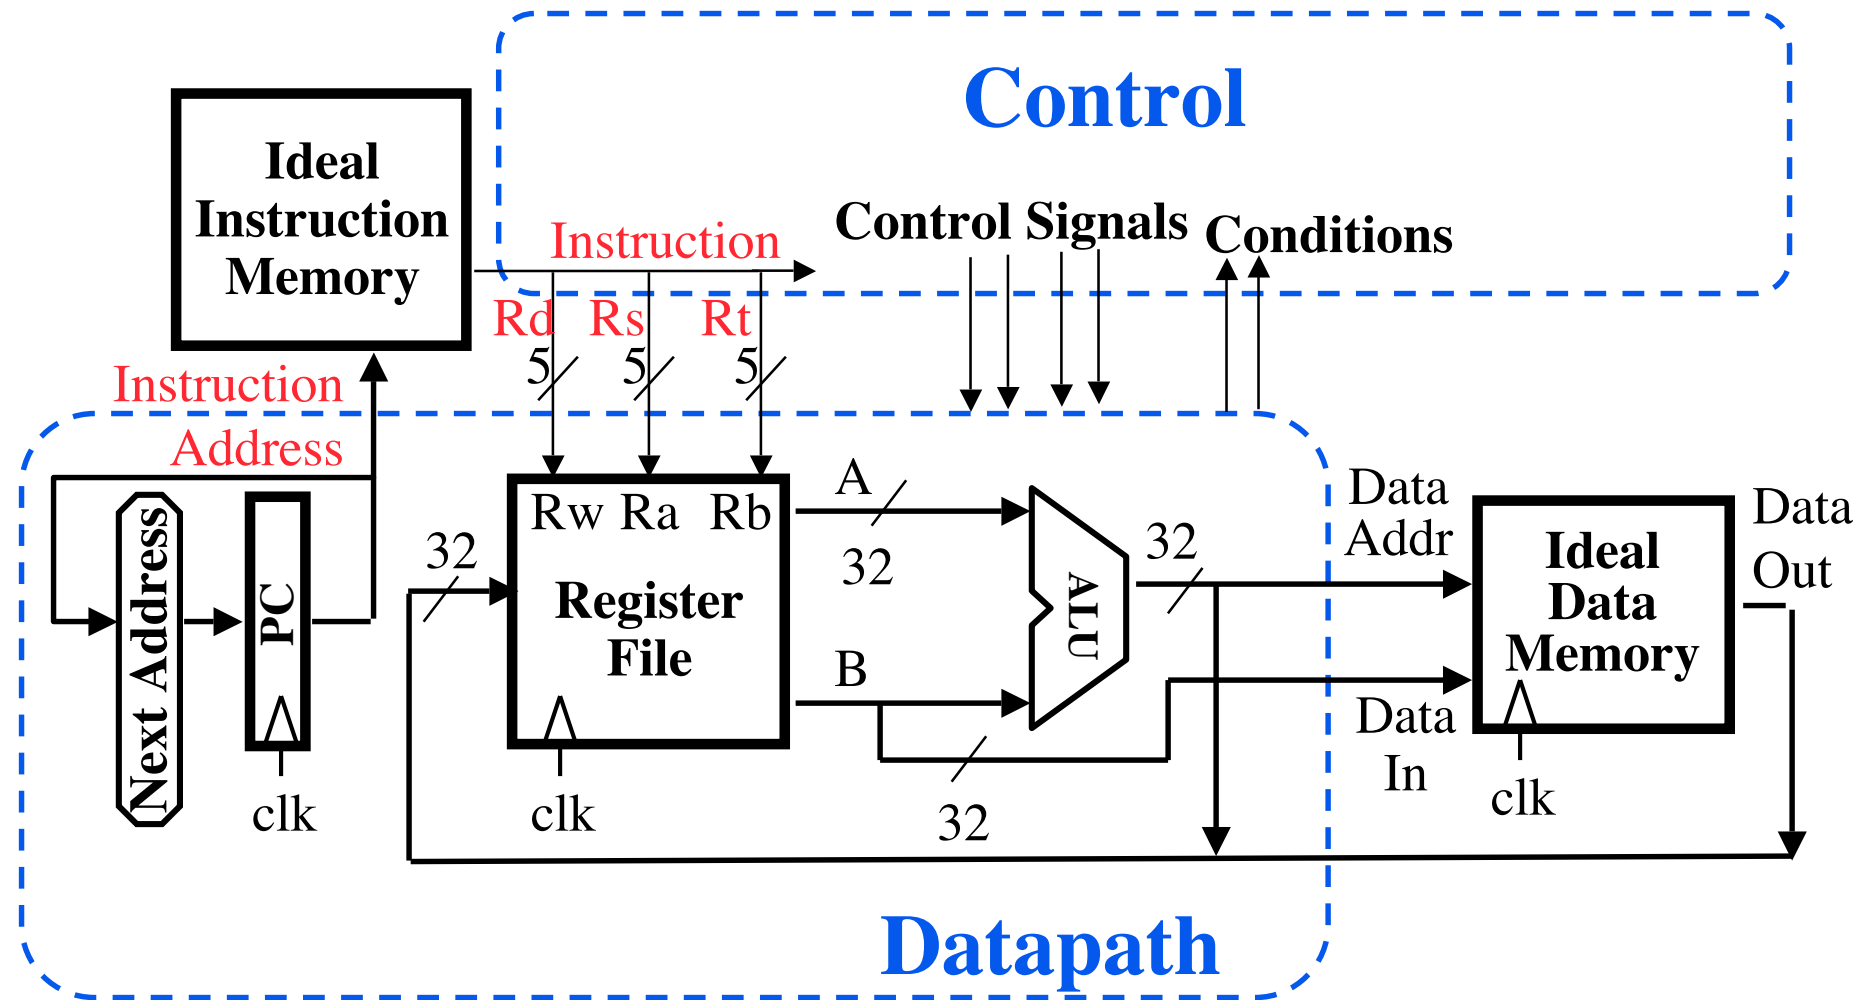 Control
Ideal
Instruction
Memory
Instruction
Control Signals
Conditions
Rd
Rs
Rt
5
5
5
Instruction
Address
Rw Ra Rb
Register
File
clk
32
Next Address
PC
clk
A
32
B
32
ALU
32
Data
Addr
Data
In
Ideal
Data
Memory
clk
Data
Out
Datapath